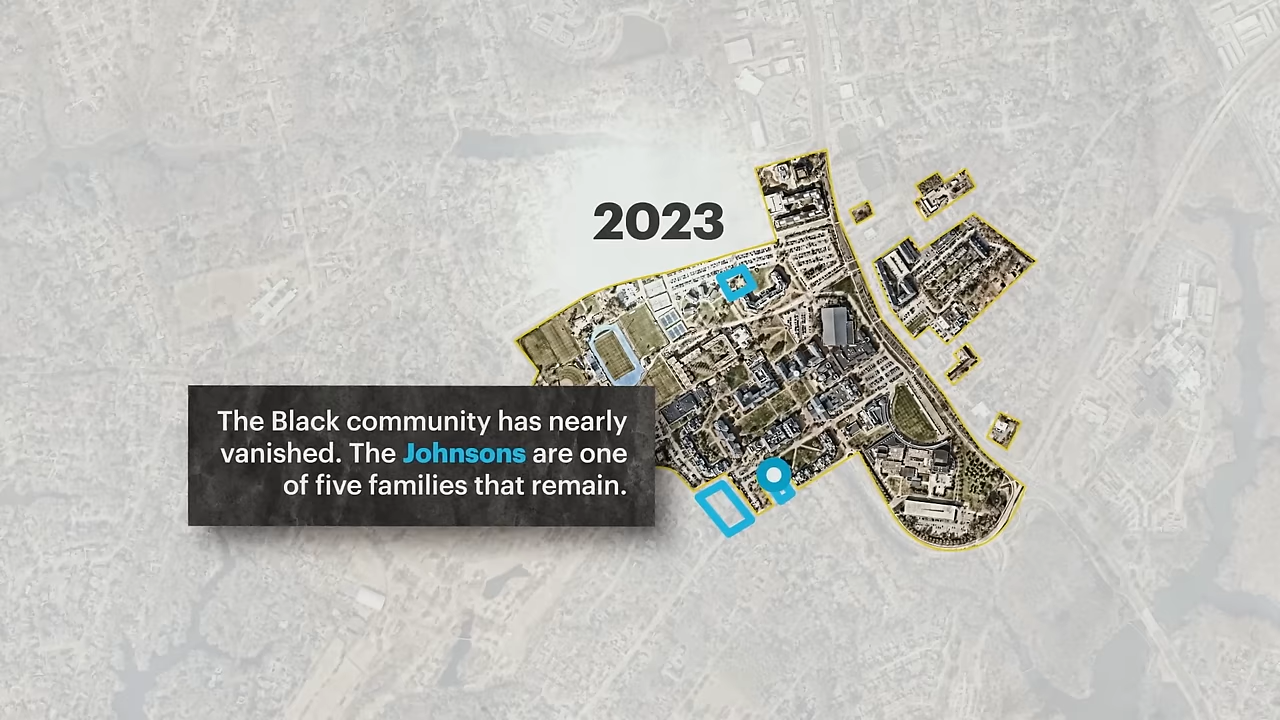 2023
The Black community has nearly
vanished. The Johnsons are one
of five families that remain.